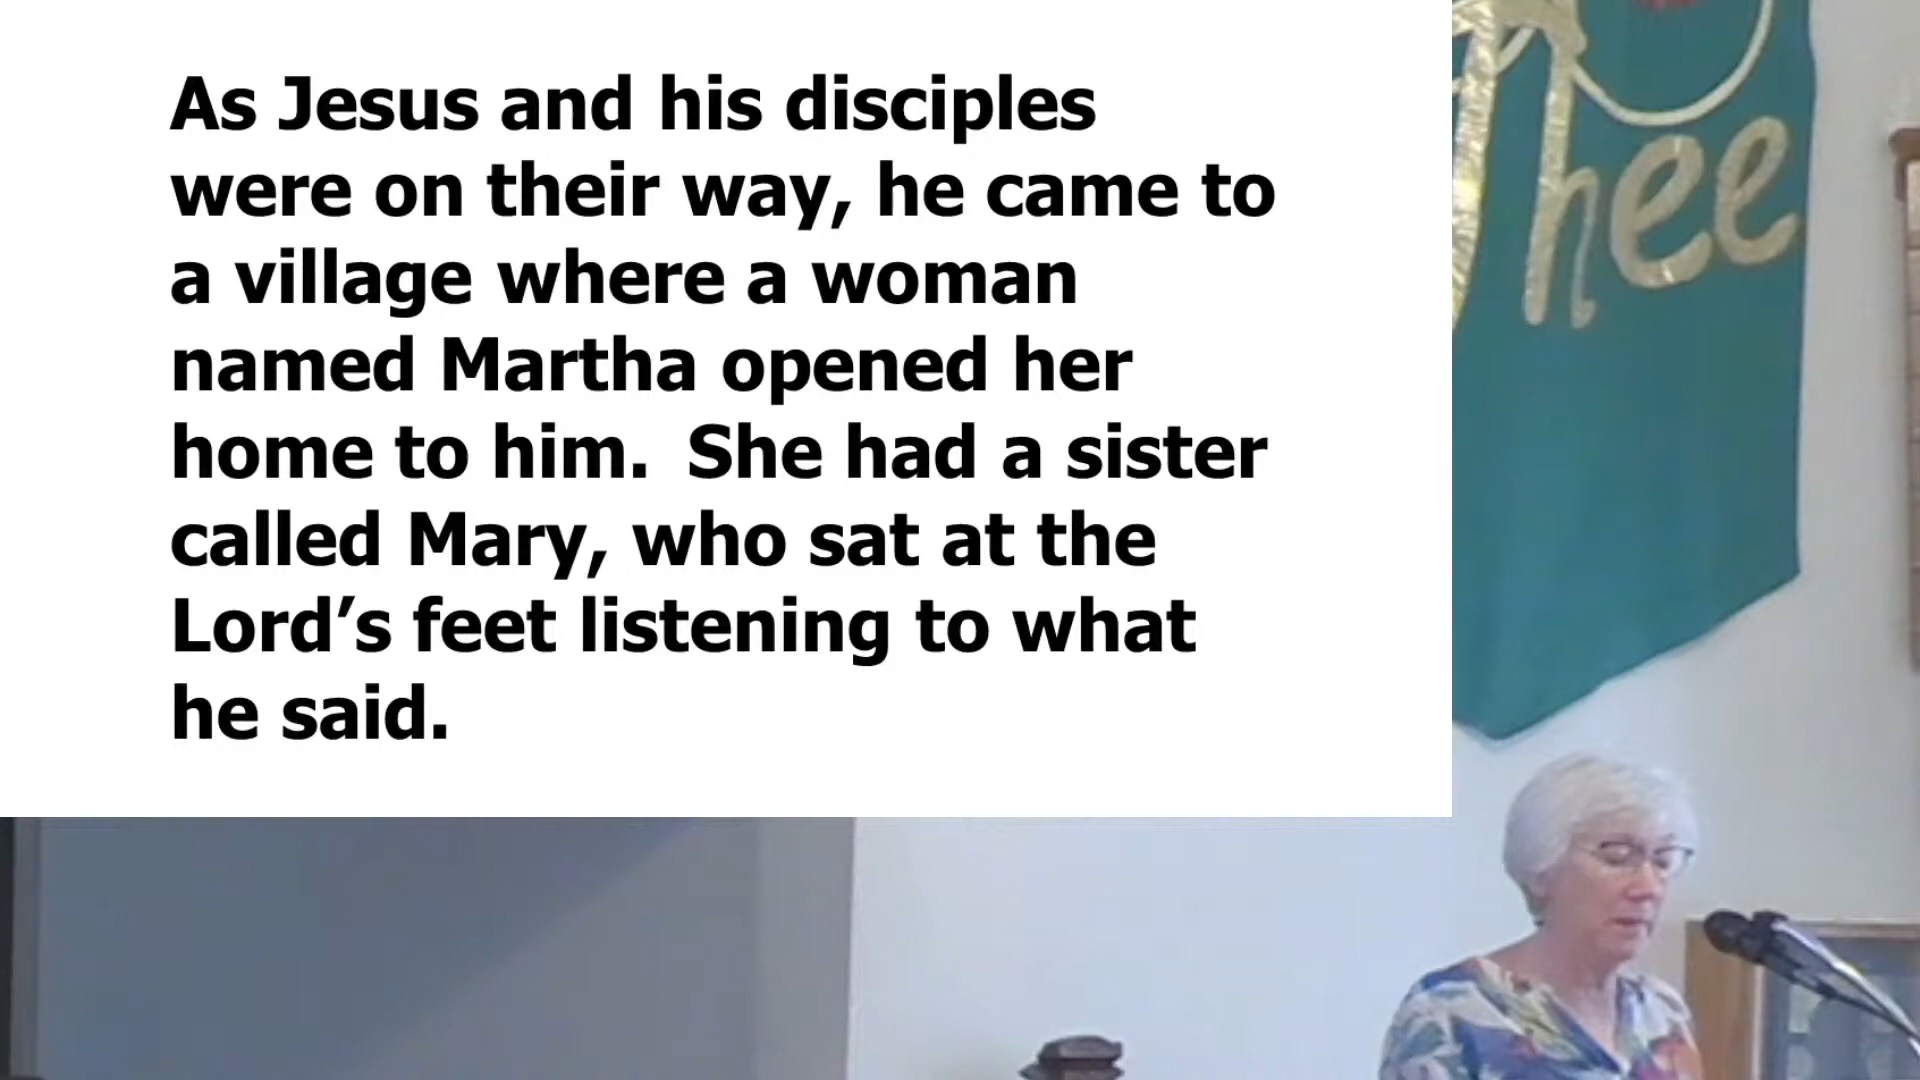 As Jesus and his disciples
were on their way, he came to
a village where a woman
named Martha opened her
home to him.  She had a sister
called Mary, who sat at the
Lord’s feet listening to what
he said.
Thee